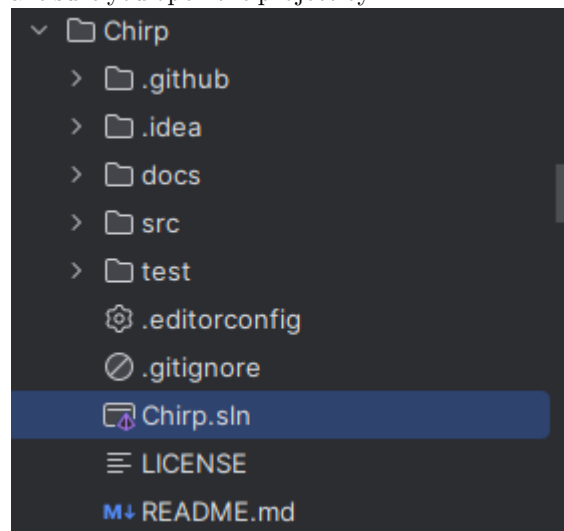 Chirp
.github
.idea
docs
src
test
.editorconfig
.gitignore
Chirp.sln
LICENSE
M↓ README.md